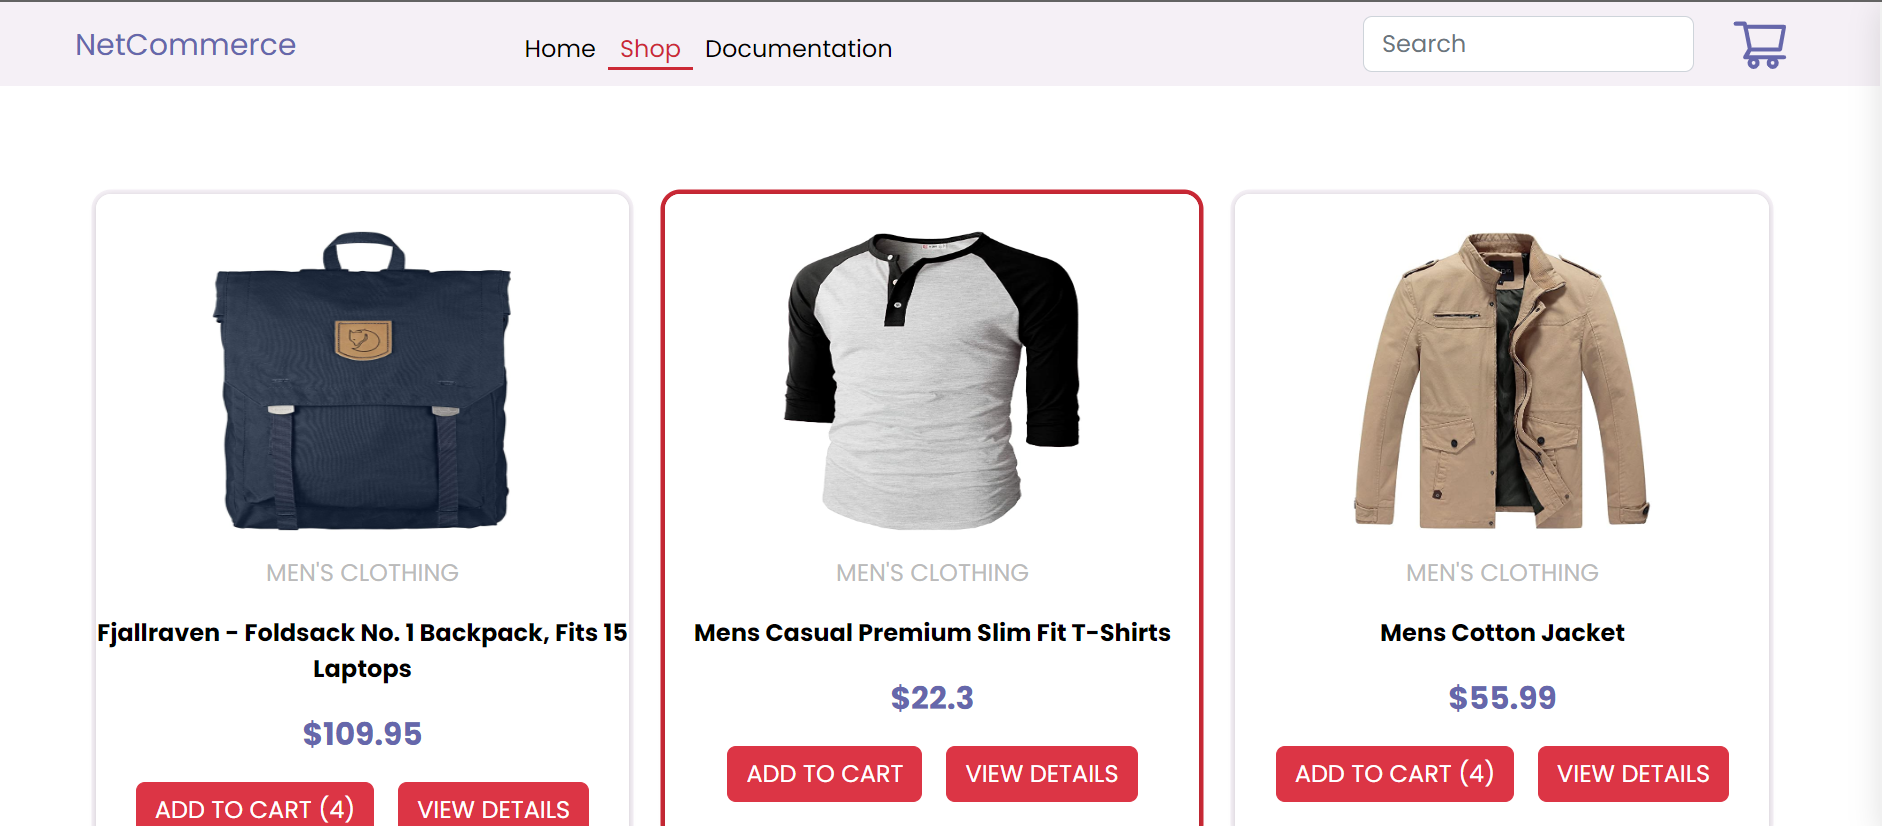 NetCommerce
Home
Shop
Documentation
Search
MEN'S CLOTHING
Fjallraven - Foldsack No. 1 Backpack, Fits 15
Laptops
$109.95
ADD TO CART (4)
VIEW DETAILS
MEN'S CLOTHING
Mens Casual Premium Slim Fit T-Shirts
$22.3
ADD TO CART
VIEW DETAILS
MEN'S CLOTHING
Mens Cotton Jacket
$55.99
ADD TO CART (4)
VIEW DETAILS